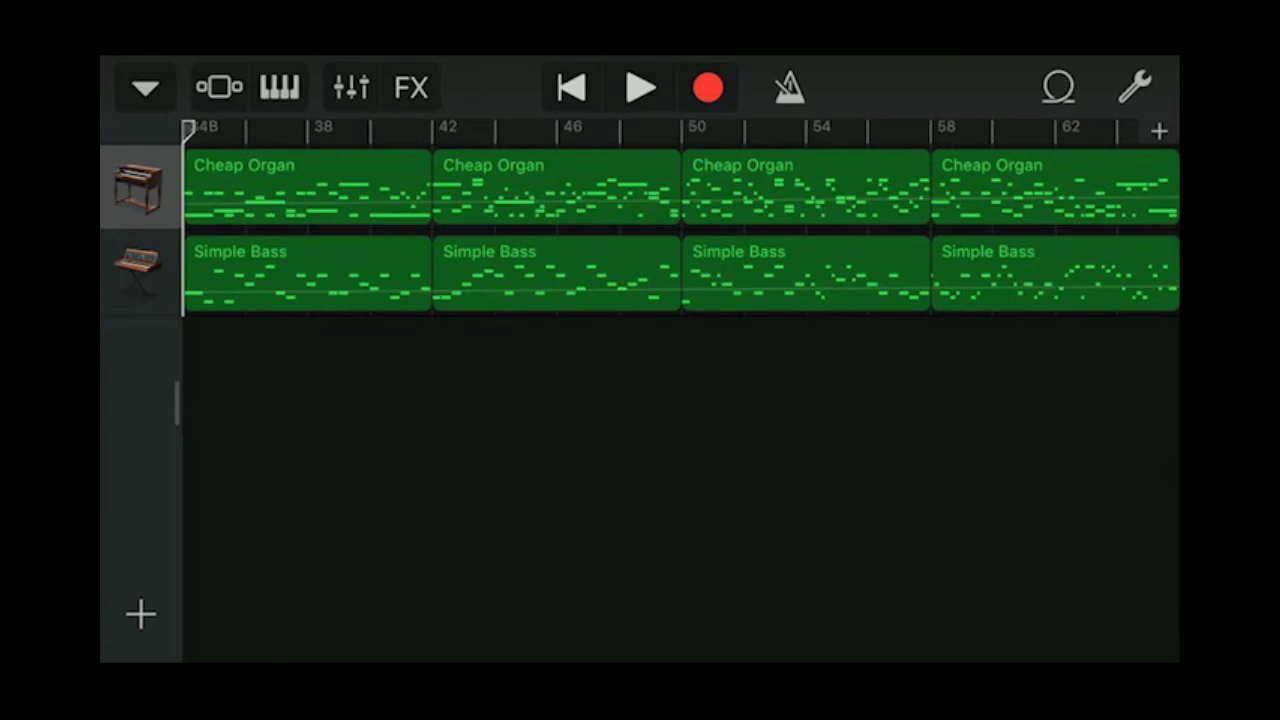 FX
38 42 46 50 54 58 62
Cheap Organ Cheap Organ Cheap Organ Cheap Organ
Simple Bass Simple Bass Simple Bass Simple Bass